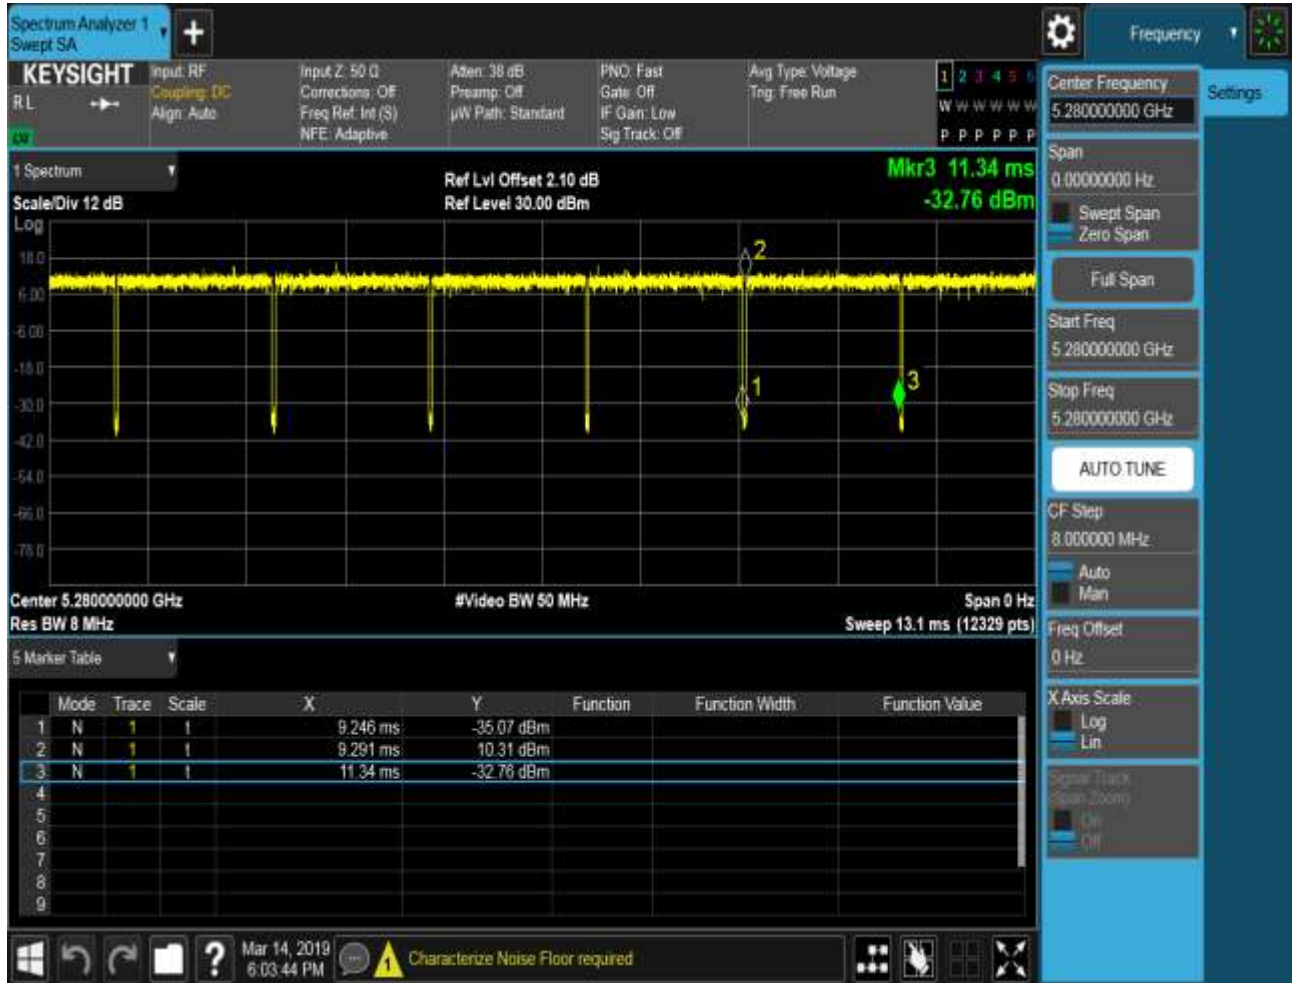 Spectrum Analyzer 1
Swept SA
+
Frequency
KEYSIGHT
RL
Input: RF
Coupling: DC
Align: Auto
Input Z: 50 Ω
Corrections: Off
Freq Ref: Int (S)
NFE: Adaptive
Atten: 38 dB
Preamp: Off
µW Path: Standard
PNO: Fast
Gate: Off
IF Gain: Low
Sig Track: Off
Avg Type: Voltage
Trig: Free Run
1 2 3 4 5 6
W W W W W W
P P P P P P
1 Spectrum
Scale/Div 12 dB
Ref Lvl Offset 2.10 dB
Ref Level 30.00 dBm
Mkr3 11.34 ms
-32.76 dBm
Log
18.0
6.00
-6.00
-18.0
-30.0
-42.0
-54.0
-66.0
-78.0
2
1
3
Center 5.280000000 GHz
#Video BW 50 MHz
Span 0 Hz
Res BW 8 MHz
Sweep 13.1 ms (12329 pts)
5 Marker Table
Mode Trace Scale X Y Function Function Width Function Value
1 N 1 t 9.246 ms -35.07 dBm
2 N 1 t 9.291 ms 10.31 dBm
3 N 1 t 11.34 ms -32.76 dBm
4
5
6
7
8
9
Center Frequency
5.280000000 GHz
Settings
Span
0.00000000 Hz
Swept Span
Zero Span
Full Span
Start Freq
5.280000000 GHz
Stop Freq
5.280000000 GHz
AUTO TUNE
CF Step
8.000000 MHz
Auto
Man
Freq Offset
0 Hz
X Axis Scale
Log
Lin
Signal Track
(Span Zoom)
On
Off
?
Mar 14, 2019
6:03:44 PM
1
Characterize Noise Floor required